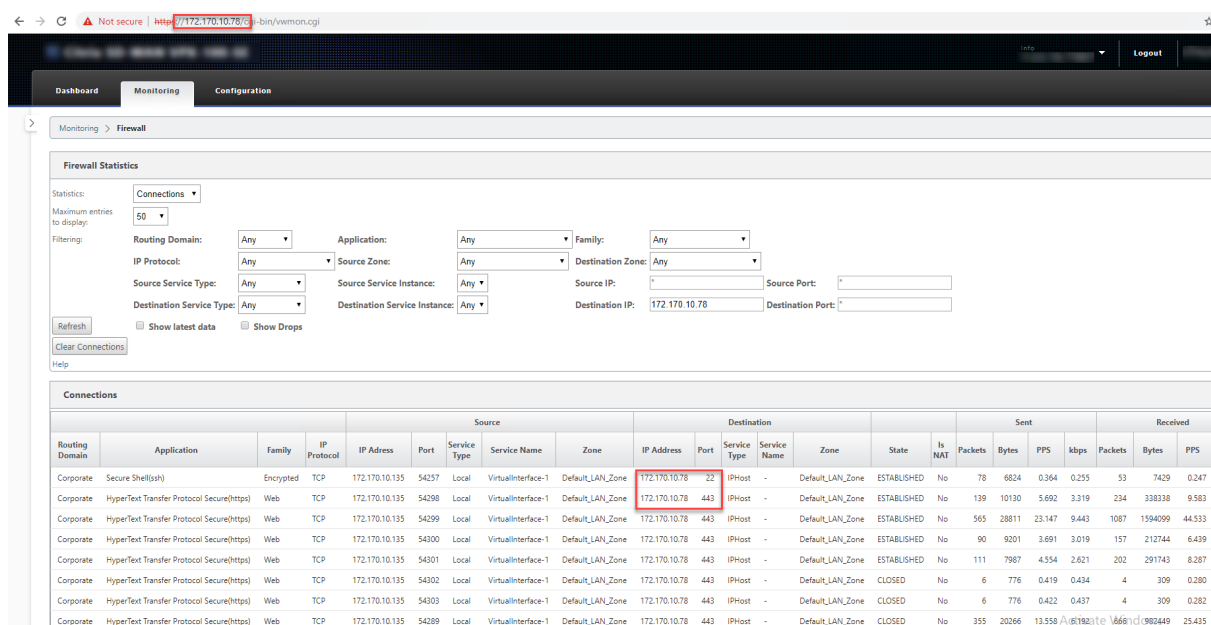 Not secure | https://172.170.10.78/cgi-bin/vwmon.cgi
Info
Logout
Dashboard Monitoring Configuration
Monitoring > Firewall
Firewall Statistics
Statistics: Connections
Maximum entries to display: 50
Filtering: Routing Domain: Any Application: Any Family: Any
IP Protocol: Any Source Zone: Any Destination Zone: Any
Source Service Type: Any Source Service Instance: Any Source IP: * Source Port: *
Destination Service Type: Any Destination Service Instance: Any Destination IP: 172.170.10.78 Destination Port: *
Refresh Show latest data Show Drops
Clear Connections
Help
Connections
Source Destination Sent Received
Routing Domain Application Family IP Protocol IP Adress Port Service Type Service Name Zone IP Address Port Service Type Service Name Zone State Is NAT Packets Bytes PPS kbps Packets Bytes PPS
Corporate Secure Shell(ssh) Encrypted TCP 172.170.10.135 54257 Local VirtualInterface-1 Default_LAN_Zone 172.170.10.78 22 IPHost - Default_LAN_Zone ESTABLISHED No 78 6824 0.364 0.255 53 7429 0.247
Corporate HyperText Transfer Protocol Secure(https) Web TCP 172.170.10.135 54298 Local VirtualInterface-1 Default_LAN_Zone 172.170.10.78 443 IPHost - Default_LAN_Zone ESTABLISHED No 139 10130 5.692 3.319 234 338338 9.583
Corporate HyperText Transfer Protocol Secure(https) Web TCP 172.170.10.135 54299 Local VirtualInterface-1 Default_LAN_Zone 172.170.10.78 443 IPHost - Default_LAN_Zone ESTABLISHED No 565 28811 23.147 9.443 1087 1594099 44.533
Corporate HyperText Transfer Protocol Secure(https) Web TCP 172.170.10.135 54300 Local VirtualInterface-1 Default_LAN_Zone 172.170.10.78 443 IPHost - Default_LAN_Zone ESTABLISHED No 90 9201 3.691 3.019 157 212744 6.439
Corporate HyperText Transfer Protocol Secure(https) Web TCP 172.170.10.135 54301 Local VirtualInterface-1 Default_LAN_Zone 172.170.10.78 443 IPHost - Default_LAN_Zone ESTABLISHED No 111 7987 4.554 2.621 202 291743 8.287
Corporate HyperText Transfer Protocol Secure(https) Web TCP 172.170.10.135 54302 Local VirtualInterface-1 Default_LAN_Zone 172.170.10.78 443 IPHost - Default_LAN_Zone CLOSED No 6 776 0.419 0.434 4 309 0.280
Corporate HyperText Transfer Protocol Secure(https) Web TCP 172.170.10.135 54303 Local VirtualInterface-1 Default_LAN_Zone 172.170.10.78 443 IPHost - Default_LAN_Zone CLOSED No 6 776 0.422 0.437 4 309 0.282
Corporate HyperText Transfer Protocol Secure(https) Web TCP 172.170.10.135 54289 Local VirtualInterface-1 Default_LAN_Zone 172.170.10.78 443 IPHost - Default_LAN_Zone CLOSED No 355 20266 13.558 25.435
Activate Windows